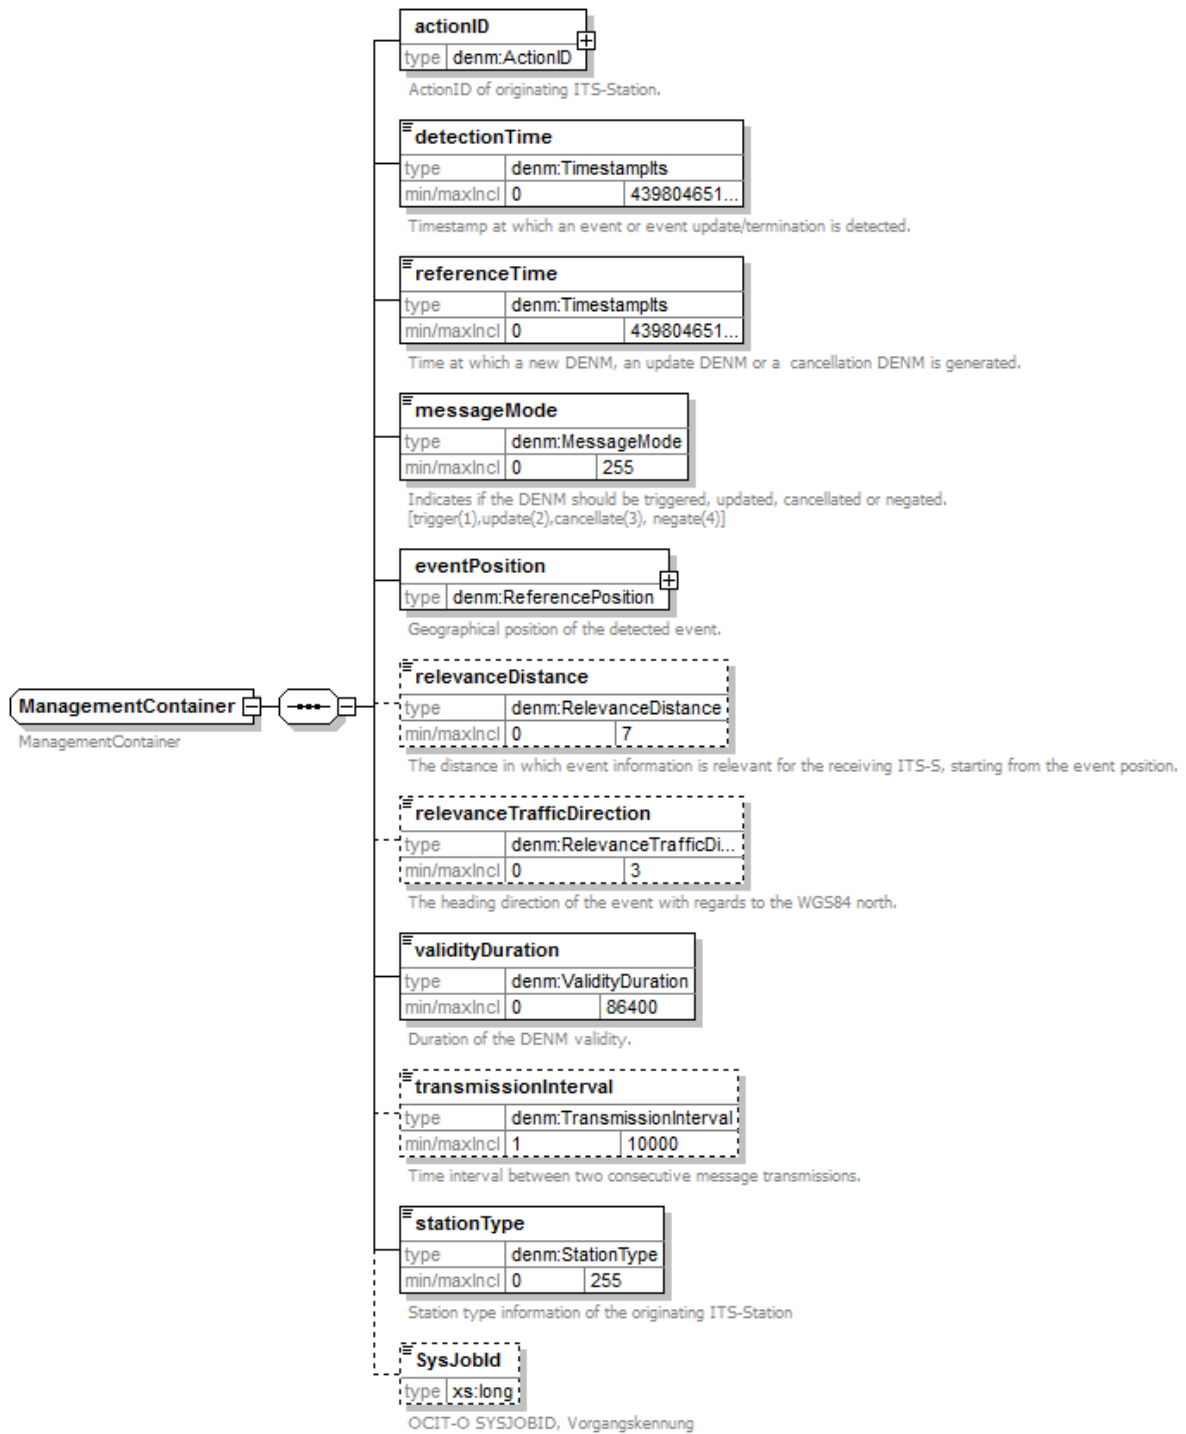 actionID
type denm:ActionID
ActionID of originating ITS-Station.
detectionTime
type denm:TimestampIts
min/maxIncl 0 439804651...
Timestamp at which an event or event update/termination is detected.
referenceTime
type denm:TimestampIts
min/maxIncl 0 439804651...
Time at which a new DENM, an update DENM or a cancellation DENM is generated.
messageMode
type denm:MessageMode
min/maxIncl 0 255
Indicates if the DENM should be triggered, updated, cancellated or negated.
[trigger(1),update(2),cancellate(3), negate(4)]
eventPosition
type denm:ReferencePosition
Geographical position of the detected event.
ManagementContainer
ManagementContainer
relevanceDistance
type denm:RelevanceDistance
min/maxIncl 0 7
The distance in which event information is relevant for the receiving ITS-S, starting from the event position.
relevanceTrafficDirection
type denm:RelevanceTrafficDi...
min/maxIncl 0 3
The heading direction of the event with regards to the WGS84 north.
validityDuration
type denm:ValidityDuration
min/maxIncl 0 86400
Duration of the DENM validity.
transmissionInterval
type denm:TransmissionInterval
min/maxIncl 1 10000
Time interval between two consecutive message transmissions.
stationType
type denm:StationType
min/maxIncl 0 255
Station type information of the originating ITS-Station
SysJobId
type xs:long
OCIT-O SYSJOBID, Vorgangskennung